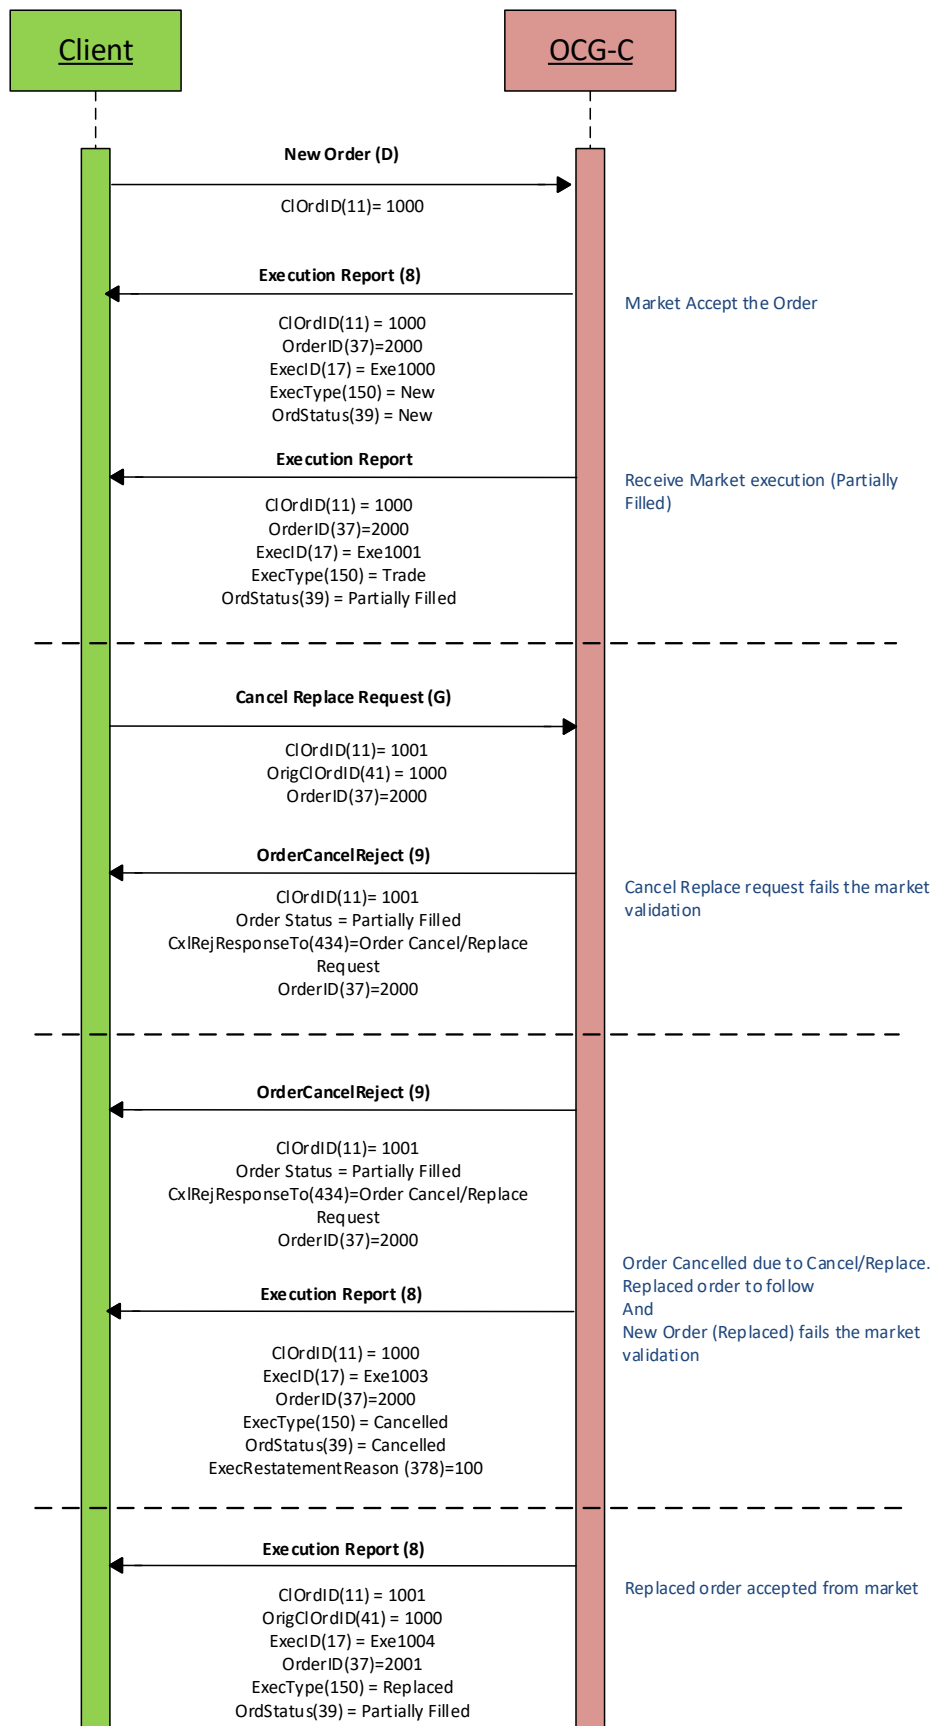 Client
OCG-C
New Order (D)
ClOrdID(11)= 1000
Execution Report (8)
Market Accept the Order
ClOrdID(11) = 1000
OrderID(37)=2000
ExecID(17) = Exe1000
ExecType(150) = New
OrdStatus(39) = New
Execution Report
Receive Market execution (Partially
Filled)
ClOrdID(11) = 1000
OrderID(37)=2000
ExecID(17) = Exe1001
ExecType(150) = Trade
OrdStatus(39) = Partially Filled
Cancel Replace Request (G)
ClOrdID(11)= 1001
OrigClOrdID(41) = 1000
OrderID(37)=2000
OrderCancelReject (9)
Cancel Replace request fails the market
validation
ClOrdID(11)= 1001
Order Status = Partially Filled
CxlRejResponseTo(434)=Order Cancel/Replace
Request
OrderID(37)=2000
OrderCancelReject (9)
ClOrdID(11)= 1001
Order Status = Partially Filled
CxlRejResponseTo(434)=Order Cancel/Replace
Request
OrderID(37)=2000
Order Cancelled due to Cancel/Replace.
Replaced order to follow
And
New Order (Replaced) fails the market
validation
Execution Report (8)
ClOrdID(11) = 1000
ExecID(17) = Exe1003
OrderID(37)=2000
ExecType(150) = Cancelled
OrdStatus(39) = Cancelled
ExecRestatementReason (378)=100
Execution Report (8)
Replaced order accepted from market
ClOrdID(11) = 1001
OrigClOrdID(41) = 1000
ExecID(17) = Exe1004
OrderID(37)=2001
ExecType(150) = Replaced
OrdStatus(39) = Partially Filled